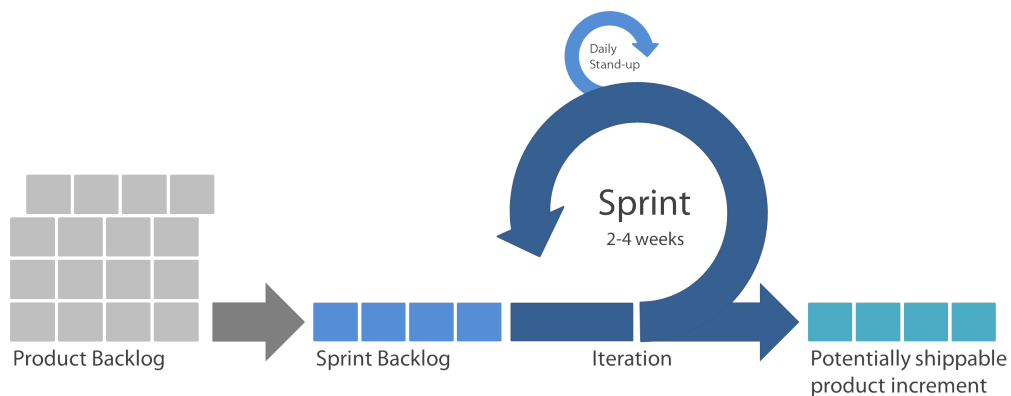 Daily
Stand-up
Sprint
2-4 weeks
Product Backlog
Sprint Backlog
Iteration
Potentially shippable
product increment